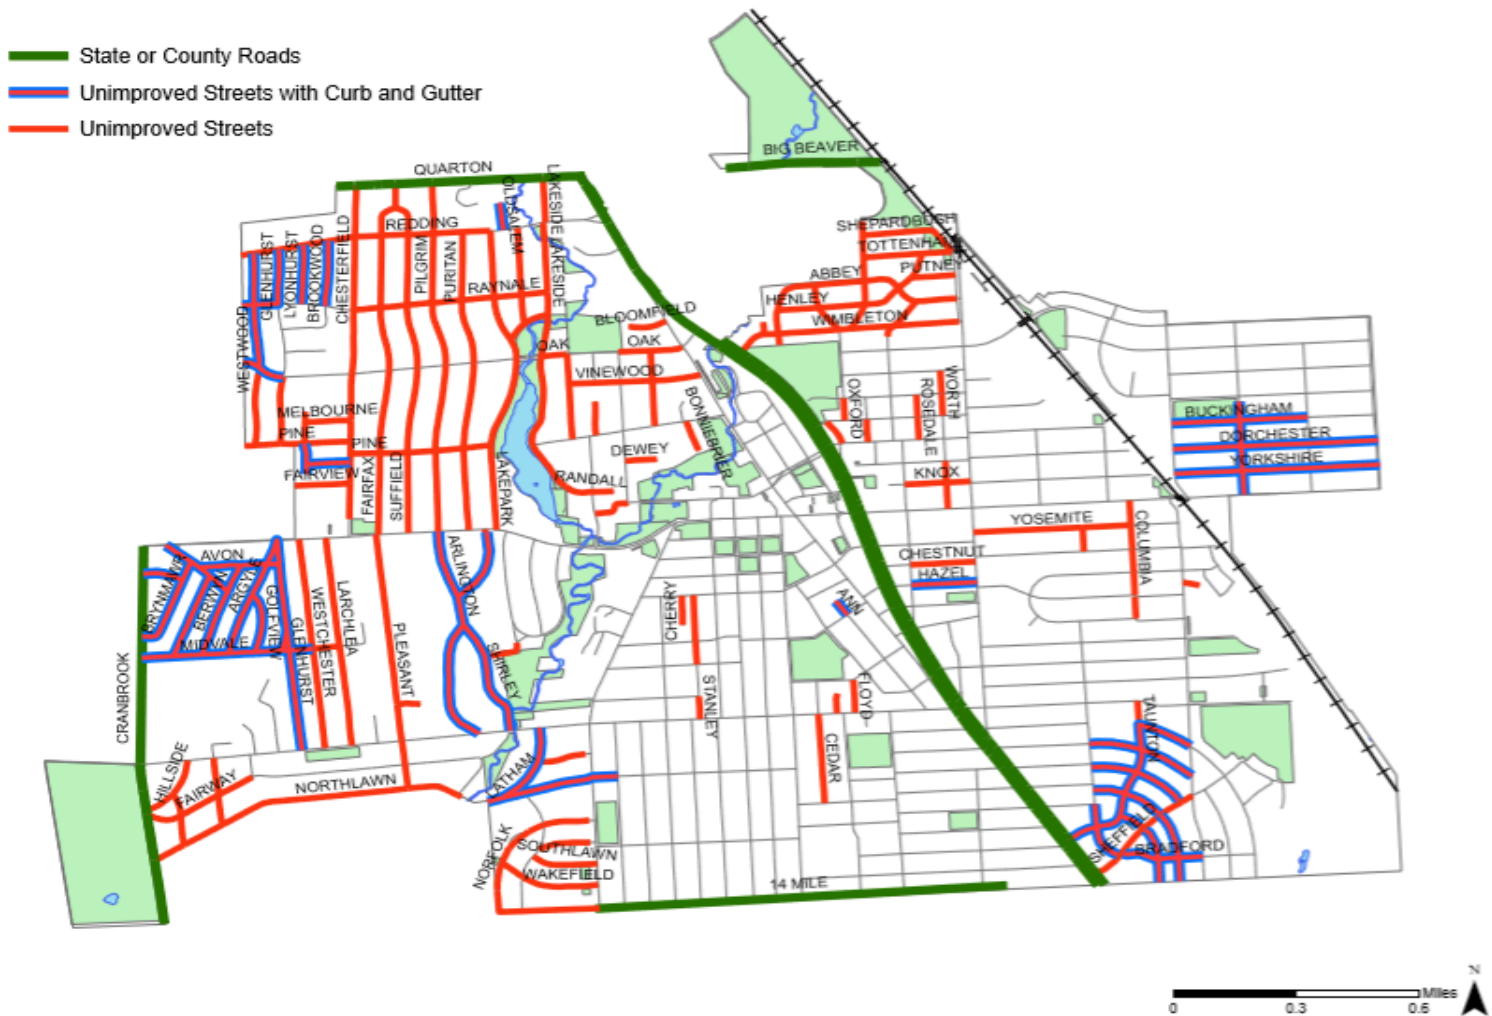 State or County Roads
Unimproved Streets with Curb and Gutter
Unimproved Streets
BIG BEAVER
QUARTON
LAKESIDE
LAKESIDE
OLD SALEM
REDDING
SHEPARDBUSH
TOTTENHAM
PUTNEY
ABBEY
HENLEY
WIMBLETON
GLENHURST
LYONHURST
BROOKWOOD
CHESTERFIELD
PILGRIM
PURITAN
RAYNALE
BLOOMFIELD
OAK
OAK
VINEWOOD
WESTWOOD
MELBOURNE
PINE
PINE
FAIRVIEW
FAIRFAX
SUFFIELD
LAKEPARK
DEWEY
RANDALL
BONNIEBRIER
OXFORD
ROSEDALE
WORTH
KNOX
BUCKINGHAM
DORCHESTER
YORKSHIRE
YOSEMITE
COLUMBIA
CHESTNUT
HAZEL
ANN
AVON
BRYNMAWR
BERWYN
ARGYLE
GOLFVIEW
MIDVALE
GLENHURST
WESTCHESTER
LARCHLEA
PLEASANT
ARLINGTON
SHIRLEY
CHERRY
STANLEY
FLOYD
CEDAR
CRANBROOK
HILLSIDE
FAIRWAY
NORTHLAWN
LATHAM
NORFOLK
SOUTHLAWN
WAKEFIELD
14 MILE
TAUNTON
SHEFFIELD
BRADFORD
N
Miles
0 0.3 0.6